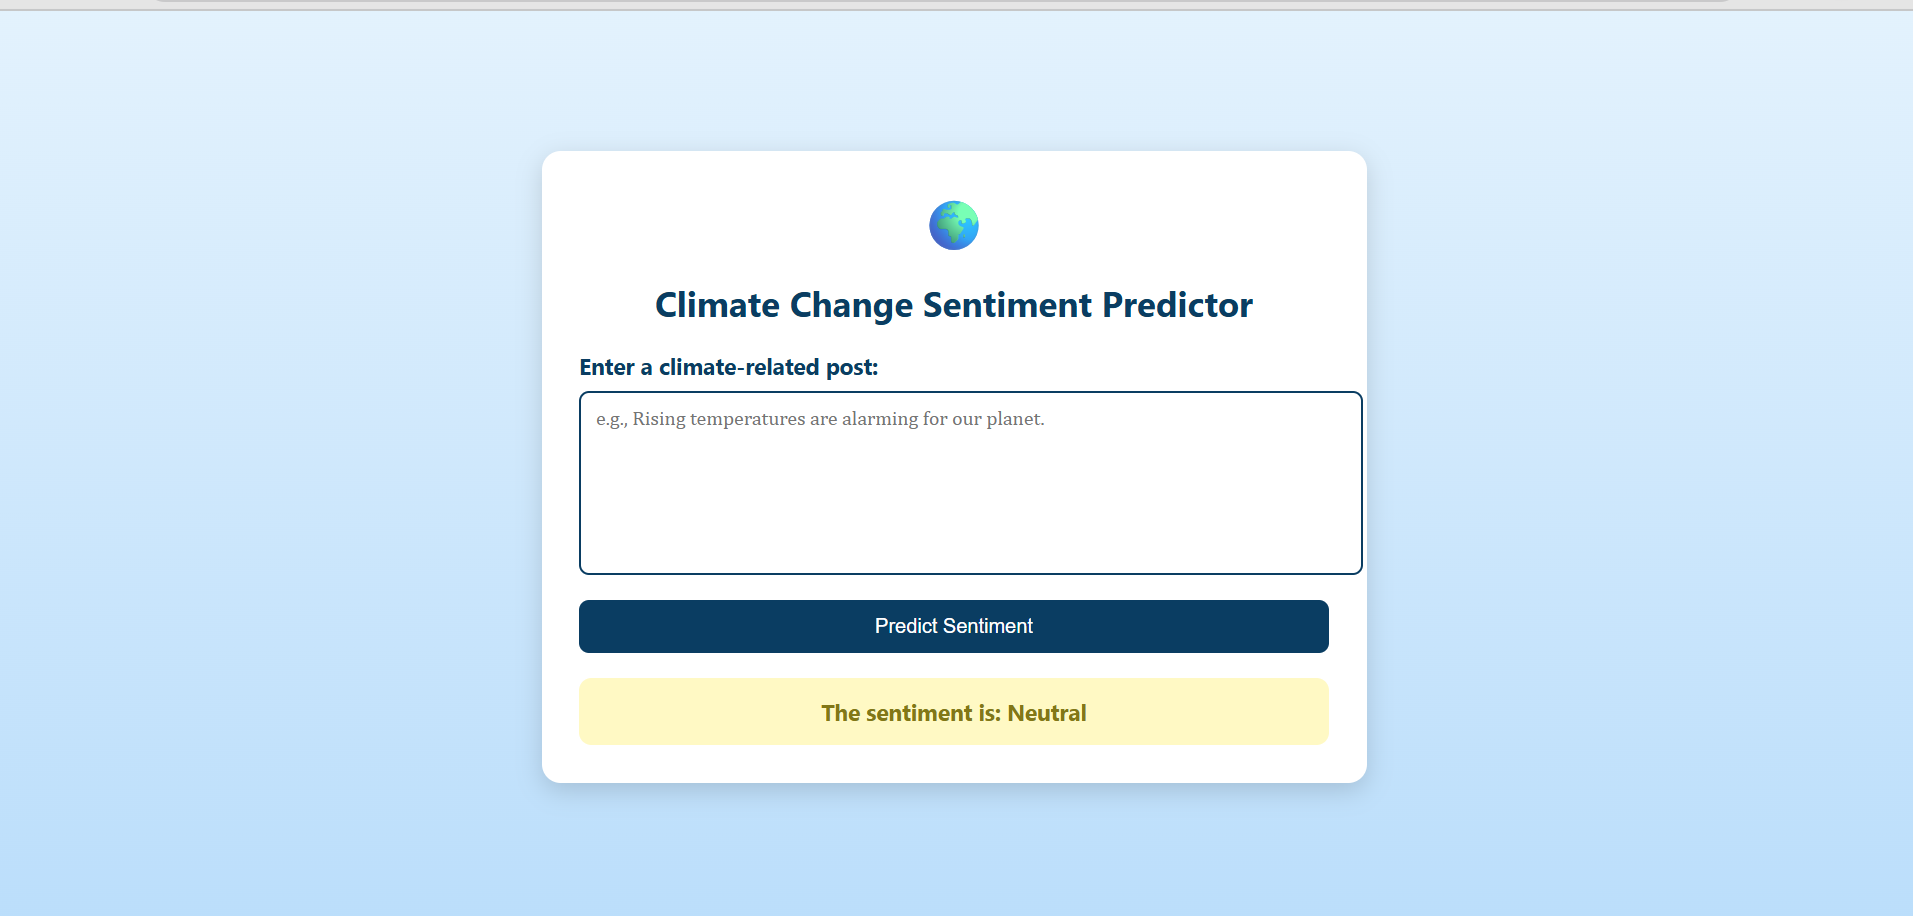 Climate Change Sentiment Predictor
Enter a climate-related post:
e.g., Rising temperatures are alarming for our planet.
Predict Sentiment
The sentiment is: Neutral